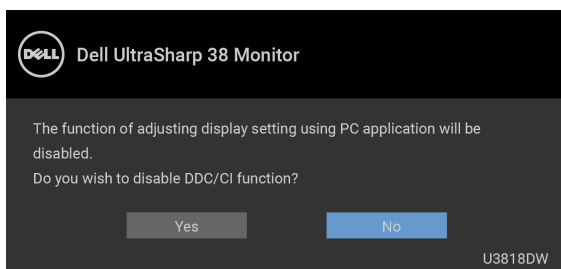 DELL
Dell UltraSharp 38 Monitor
The function of adjusting display setting using PC application will be
disabled.
Do you wish to disable DDC/CI function?
Yes
No
U3818DW